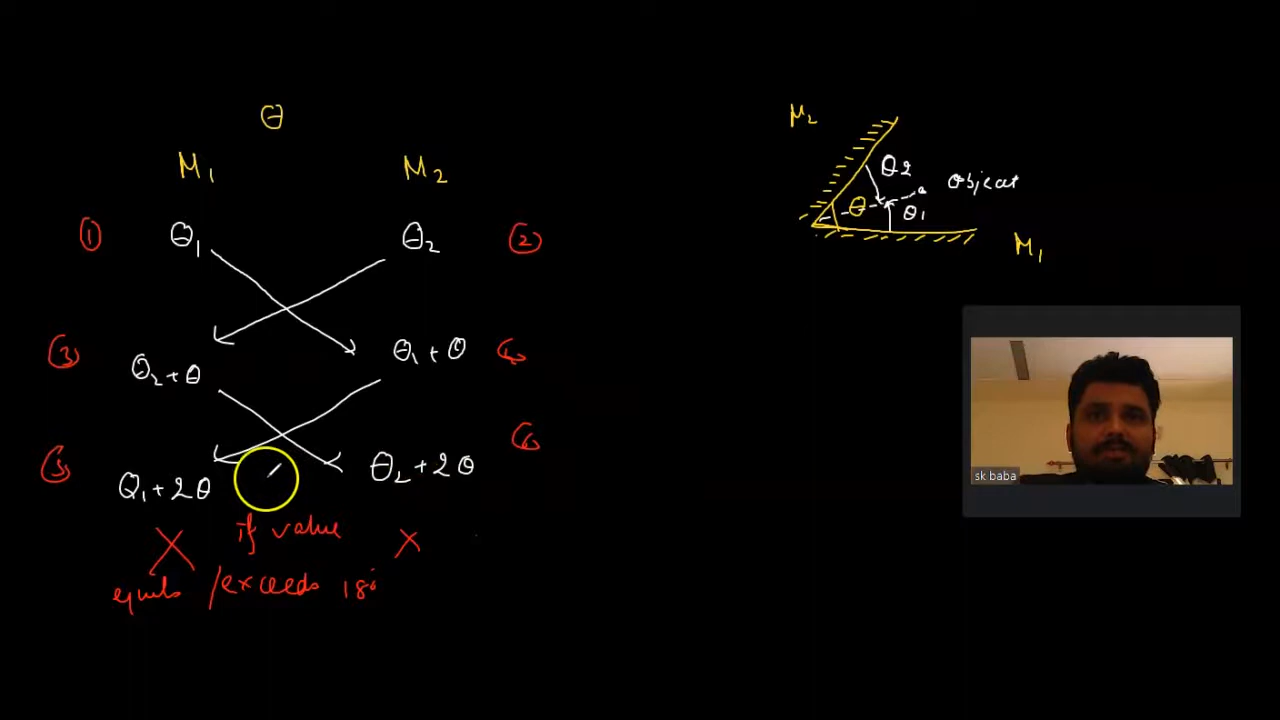 θ
M1 M2
① θ1 θ2 ②
③ θ2 + θ θ1 + θ ④
⑤ θ1 + 2θ θ2 + 2θ ⑥
× if value ×
equals /exceeds 180
M2
θ2 object
θ θ1
M1
sk baba